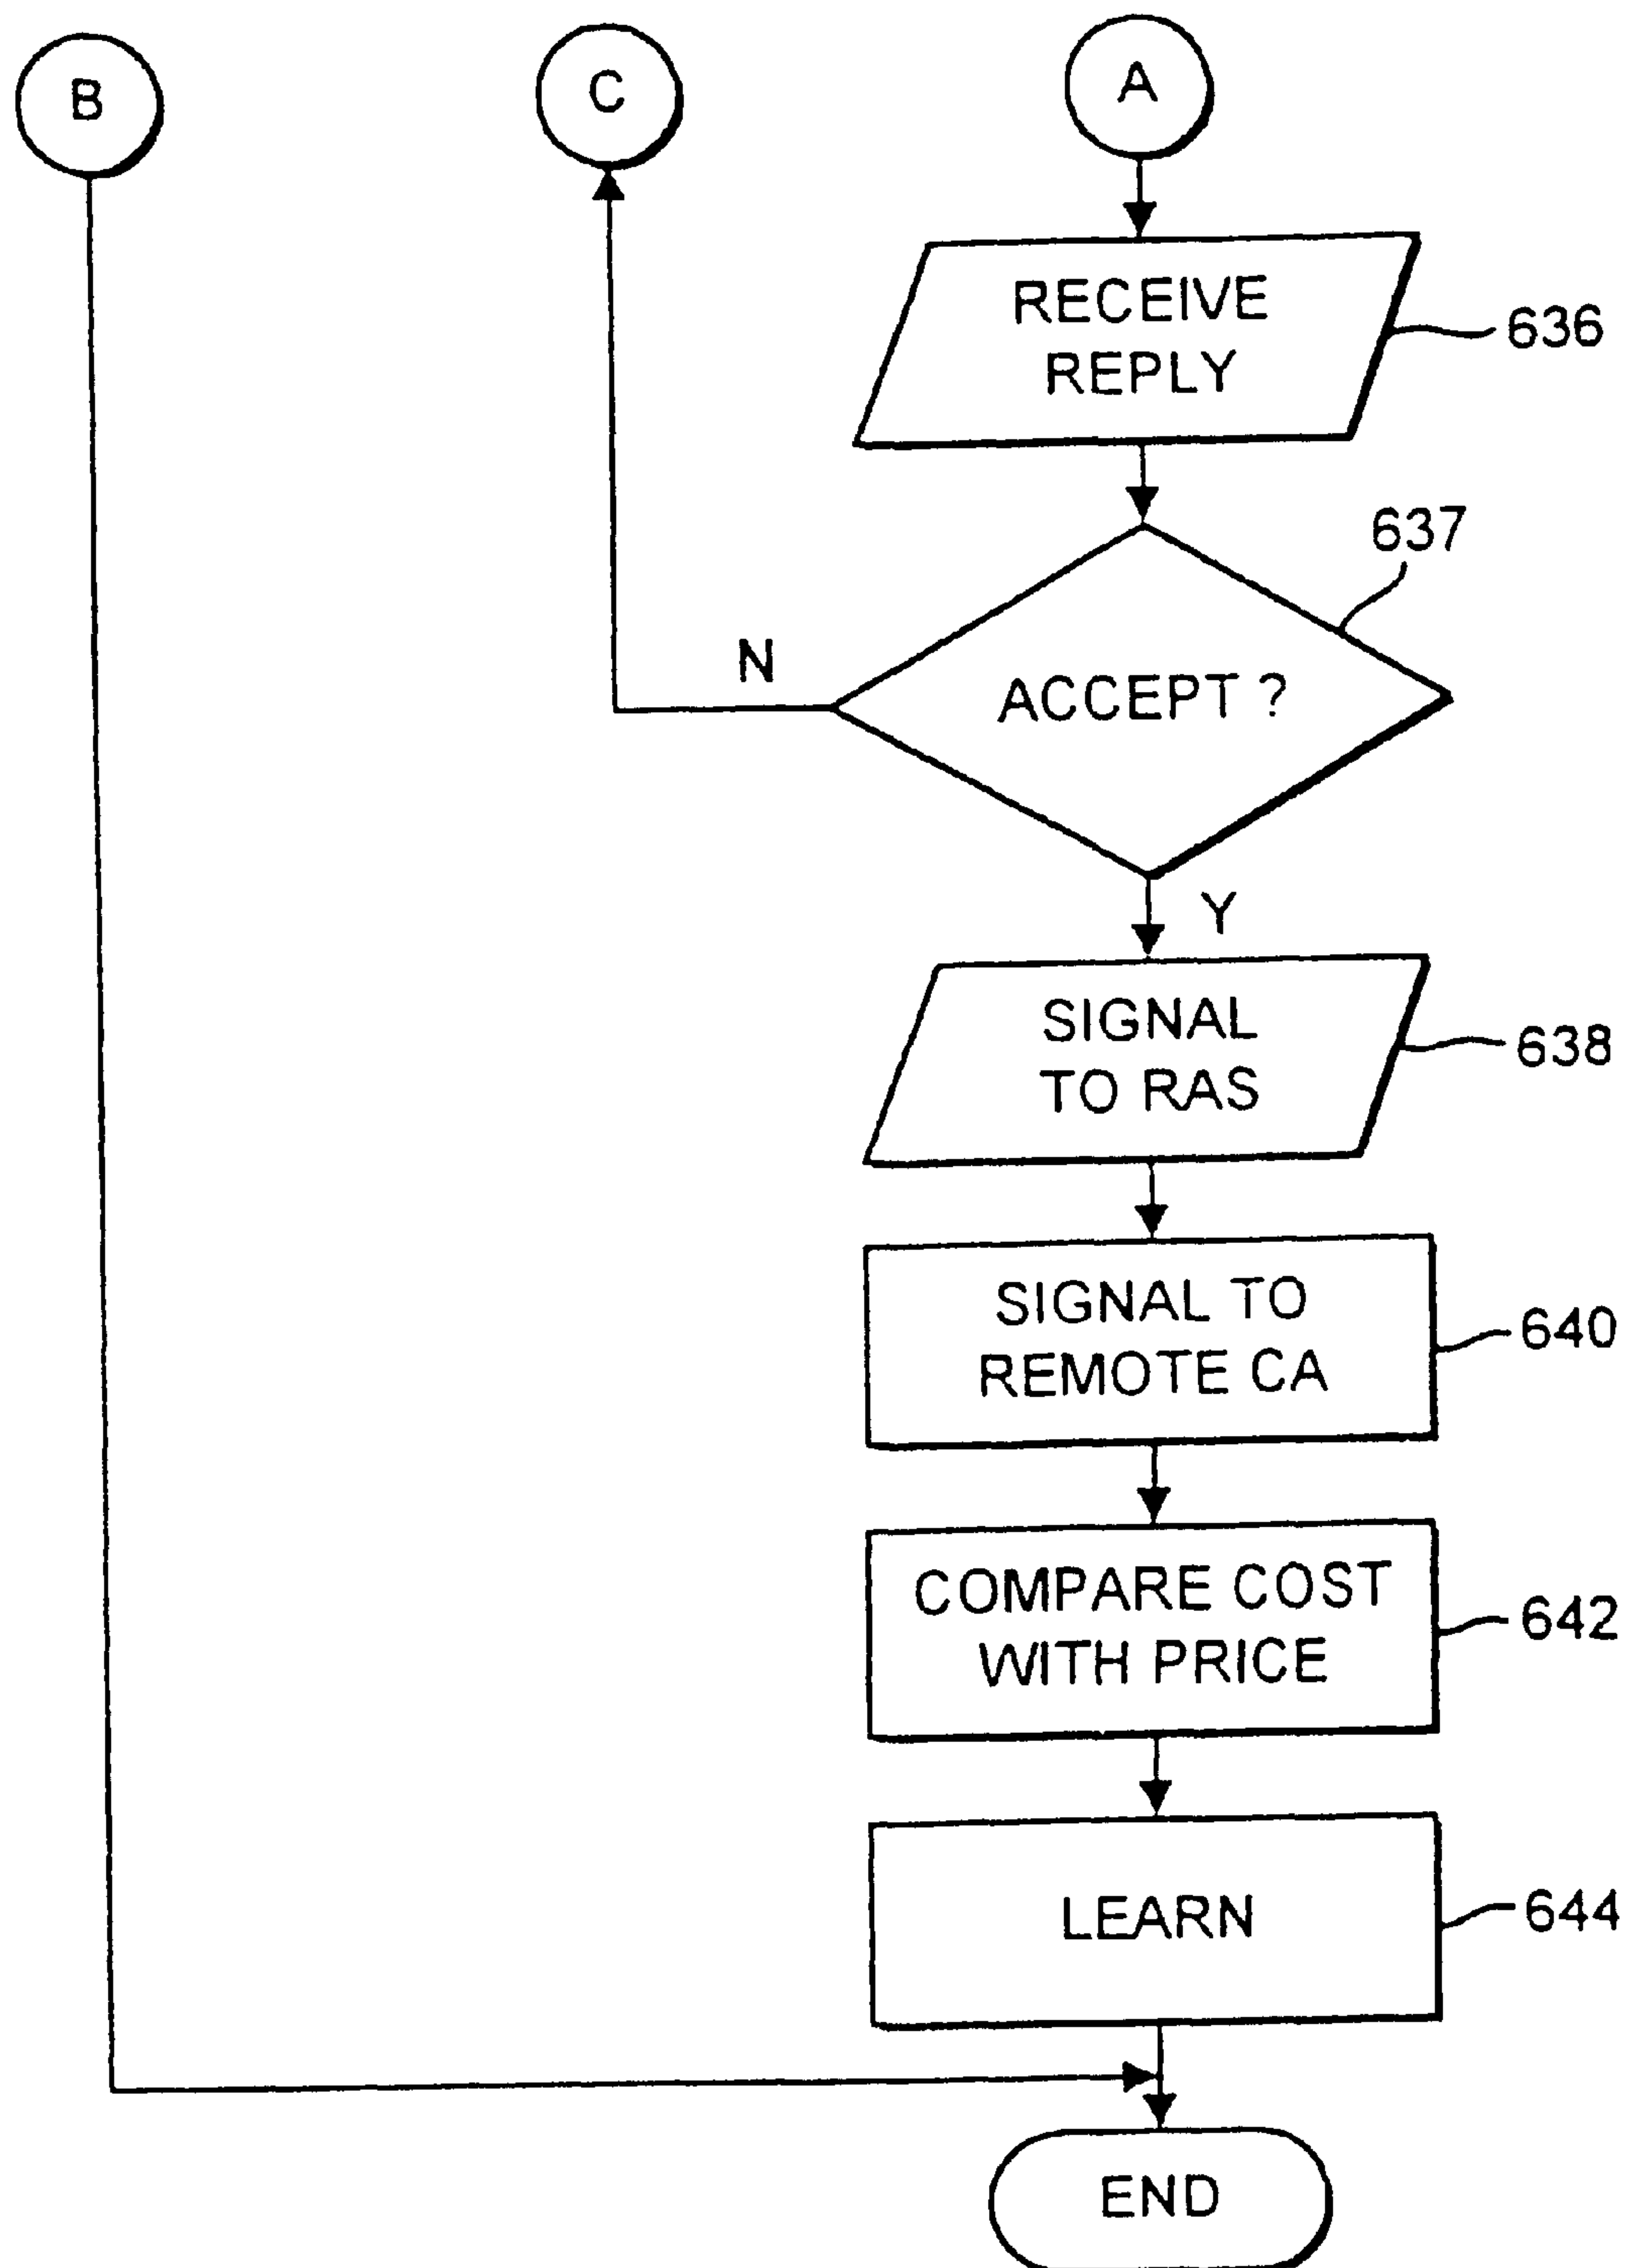 B
C
A
RECEIVE
REPLY
636
637
N
ACCEPT ?
Y
SIGNAL
TO RAS
638
SIGNAL TO
REMOTE CA
640
COMPARE COST
WITH PRICE
642
LEARN
644
END